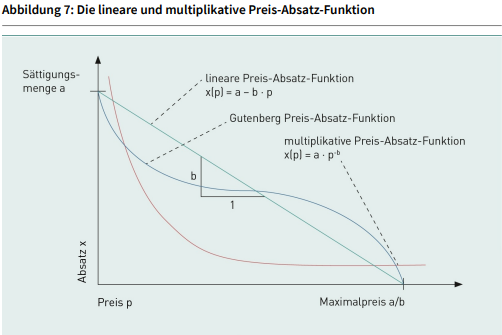 Abbildung 7: Die lineare und multiplikative Preis-Absatz-Funktion
Sättigungs-
menge a
lineare Preis-Absatz-Funktion
x(p) = a – b · p
Gutenberg Preis-Absatz-Funktion
multiplikative Preis-Absatz-Funktion
x(p) = a · p⁻ᵇ
b
1
Absatz x
Preis p
Maximalpreis a/b